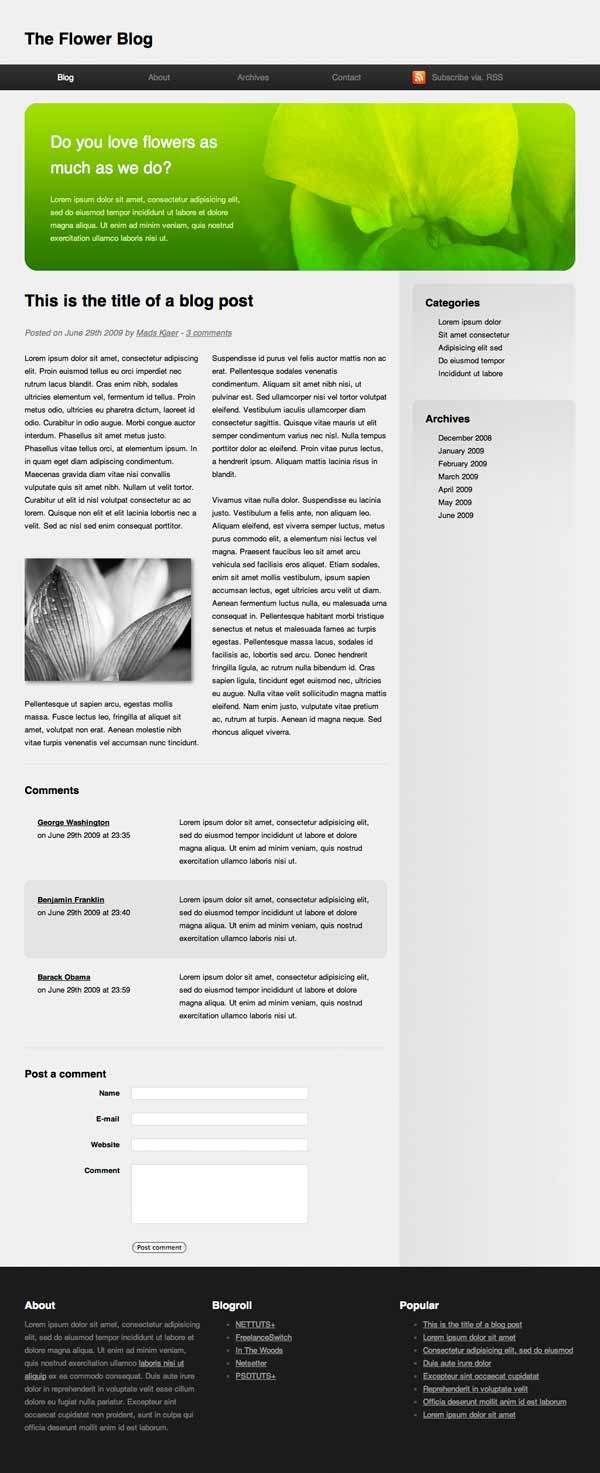 The Flower Blog
Blog
About
Archives
Contact
Subscribe via. RSS
Do you love flowers as
much as we do?
Lorem ipsum dolor sit amet, consectetur adipisicing elit,
sed do eiusmod tempor incididunt ut labore et dolore
magna aliqua. Ut enim ad minim veniam, quis nostrud
exercitation ullamco laboris nisi ut.
This is the title of a blog post
Posted on June 29th 2009 by Mads Kjaer - 3 comments
Lorem ipsum dolor sit amet, consectetur adipiscing
elit. Proin euismod tellus eu orci imperdiet nec
rutrum lacus blandit. Cras enim nibh, sodales
ultricies elementum vel, fermentum id tellus. Proin
metus odio, ultricies eu pharetra dictum, laoreet id
odio. Curabitur in odio augue. Morbi congue auctor
interdum. Phasellus sit amet metus justo.
Phasellus vitae tellus orci, at elementum ipsum. In
in quam eget diam adipiscing condimentum.
Maecenas gravida diam vitae nisi convallis
vulputate quis sit amet nibh. Nullam ut velit tortor.
Curabitur ut elit id nisl volutpat consectetur ac ac
lorem. Quisque non elit et elit lacinia lobortis nec a
velit. Sed ac nisl sed enim consequat porttitor.
Pellentesque ut sapien arcu, egestas mollis
massa. Fusce lectus leo, fringilla at aliquet sit
amet, volutpat non erat. Aenean molestie nibh
vitae turpis venenatis vel accumsan nunc tincidunt.
Suspendisse id purus vel felis auctor mattis non ac
erat. Pellentesque sodales venenatis
condimentum. Aliquam sit amet nibh nisi, ut
pulvinar est. Sed ullamcorper nisi vel tortor volutpat
eleifend. Vestibulum iaculis ullamcorper diam
consectetur sagittis. Quisque vitae mauris ut elit
semper condimentum varius nec nisl. Nulla tempus
porttitor dolor ac eleifend. Proin vitae purus lectus,
a hendrerit ipsum. Aliquam mattis lacinia risus in
blandit.
Vivamus vitae nulla dolor. Suspendisse eu lacinia
justo. Vestibulum a felis ante, non aliquam leo.
Aliquam eleifend, est viverra semper luctus, metus
purus commodo elit, a elementum nisi lectus vel
magna. Praesent faucibus leo sit amet arcu
vehicula sed facilisis eros aliquet. Etiam sodales,
enim sit amet mollis vestibulum, ipsum sapien
accumsan lectus, eget ultricies arcu velit ut diam.
Aenean fermentum luctus nulla, eu malesuada urna
consequat in. Pellentesque habitant morbi tristique
senectus et netus et malesuada fames ac turpis
egestas. Pellentesque massa lacus, sodales id
facilisis ac, lobortis sed arcu. Donec hendrerit
fringilla ligula, ac rutrum nulla bibendum id. Cras
sapien ligula, tincidunt eget euismod nec, ultricies
eu augue. Nulla vitae velit sollicitudin magna mattis
eleifend. Nam enim justo, vulputate vitae pretium
ac, rutrum at turpis. Aenean id magna neque. Sed
rhoncus aliquet viverra.
Categories
Lorem ipsum dolor
Sit amet consectetur
Adipisicing elit sed
Do eiusmod tempor
Incididunt ut labore
Archives
December 2008
January 2009
February 2009
March 2009
April 2009
May 2009
June 2009
Comments
George Washington
on June 29th 2009 at 23:35
Lorem ipsum dolor sit amet, consectetur adipisicing elit,
sed do eiusmod tempor incididunt ut labore et dolore
magna aliqua. Ut enim ad minim veniam, quis nostrud
exercitation ullamco laboris nisi ut.
Benjamin Franklin
on June 29th 2009 at 23:40
Lorem ipsum dolor sit amet, consectetur adipisicing elit,
sed do eiusmod tempor incididunt ut labore et dolore
magna aliqua. Ut enim ad minim veniam, quis nostrud
exercitation ullamco laboris nisi ut.
Barack Obama
on June 29th 2009 at 23:59
Lorem ipsum dolor sit amet, consectetur adipisicing elit,
sed do eiusmod tempor incididunt ut labore et dolore
magna aliqua. Ut enim ad minim veniam, quis nostrud
exercitation ullamco laboris nisi ut.
Post a comment
Name
E-mail
Website
Comment
Post comment
About
Lorem ipsum dolor sit amet, consectetur adipisicing
elit, sed do eiusmod tempor incididunt ut labore et
dolore magna aliqua. Ut enim ad minim veniam,
quis nostrud exercitation ullamco laboris nisi ut
aliquip ex ea commodo consequat. Duis aute irure
dolor in reprehenderit in voluptate velit esse cillum
dolore eu fugiat nulla pariatur. Excepteur sint
occaecat cupidatat non proident, sunt in culpa qui
officia deserunt mollit anim id est laborum.
Blogroll
NETTUTS+
FreelanceSwitch
In The Woods
Netsetter
PSDTUTS+
Popular
This is the title of a blog post
Lorem ipsum dolor sit amet
Consectetur adipisicing elit, sed do eiusmod
Duis aute irure dolor
Excepteur sint occaecat cupidatat
Reprehenderit in voluptate velit
Officia deserunt mollit anim id est laborum
Lorem ipsum dolor sit amet